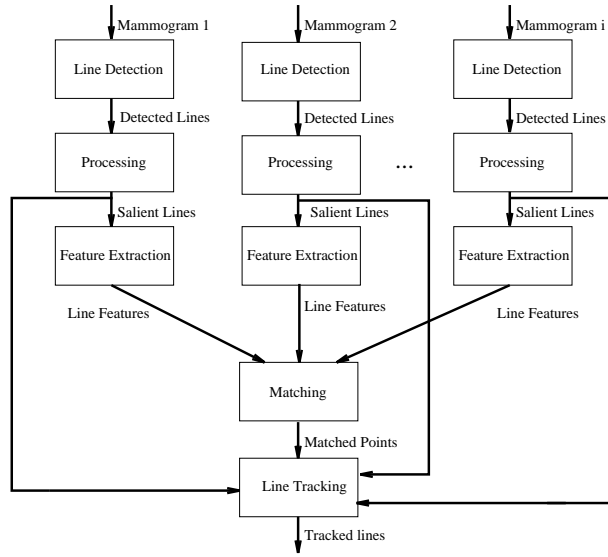 Mammogram 1
Mammogram 2
Mammogram i
Line Detection
Line Detection
Line Detection
Detected Lines
Detected Lines
Detected Lines
Processing
Processing
...
Processing
Salient Lines
Salient Lines
Salient Lines
Feature Extraction
Feature Extraction
Feature Extraction
Line Features
Line Features
Line Features
Matching
Matched Points
Line Tracking
Tracked lines